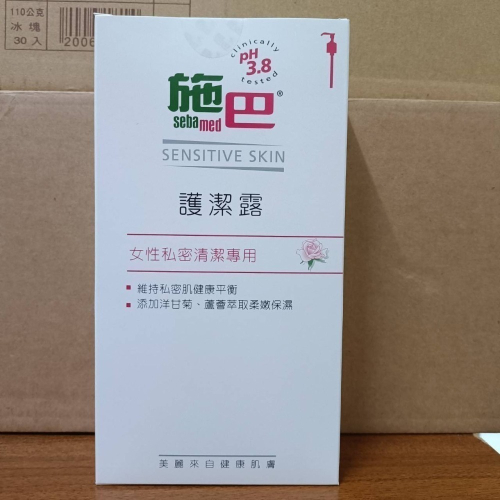 110公克
冰塊
30入
2006
clinically
pH
3.8
tested
施巴®
sebamed
SENSITIVE SKIN
護潔露
女性私密清潔專用
▪ 維持私密肌健康平衡
▪ 添加洋甘菊、蘆薈萃取柔嫩保濕
美麗來自健康肌膚